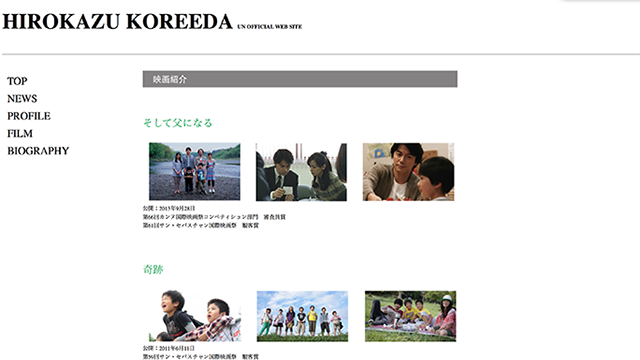 HIROKAZU KOREEDA UN OFFICIAL WEB SITE
TOP
NEWS
PROFILE
FILM
BIOGRAPHY
映画紹介
そして父になる
公開：2013年9月28日
第66回カンヌ国際映画祭コンペティション部門　審査員賞
第61回サン・セバスチャン国際映画祭　観客賞
奇跡
公開：2011年6月11日
第59回サン・セバスチャン国際映画祭　観客賞